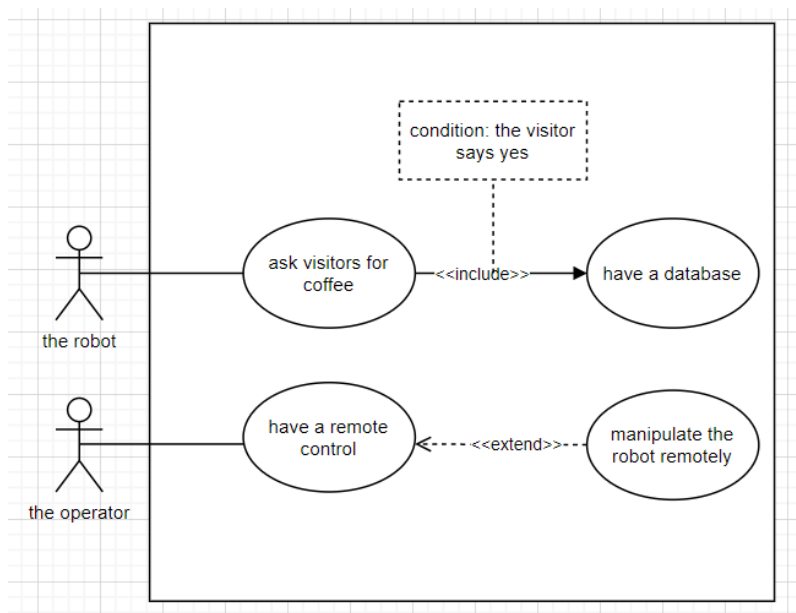 condition: the visitor
says yes
ask visitors for
coffee
<<include>>
have a database
the robot
have a remote
control
<<extend>>
manipulate the
robot remotely
the operator